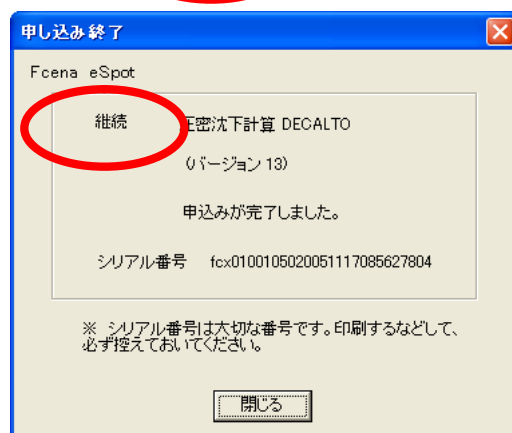 申し込み終了
Fcena eSpot
継続 圧密沈下計算 DECALTO
(バージョン 13)
申込みが完了しました。
シリアル番号 fcx0100105020051117085627804
※ シリアル番号は大切な番号です。印刷するなどして、
必ず控えておいてください。
閉じる